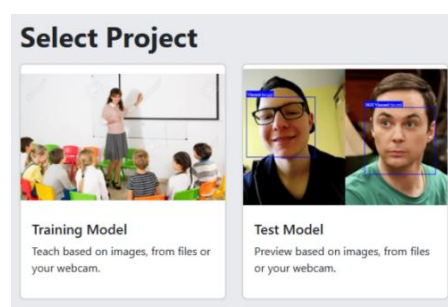 Select Project
Training Model
Teach based on images, from files or
your webcam.
Test Model
Preview based on images, from files
or your webcam.